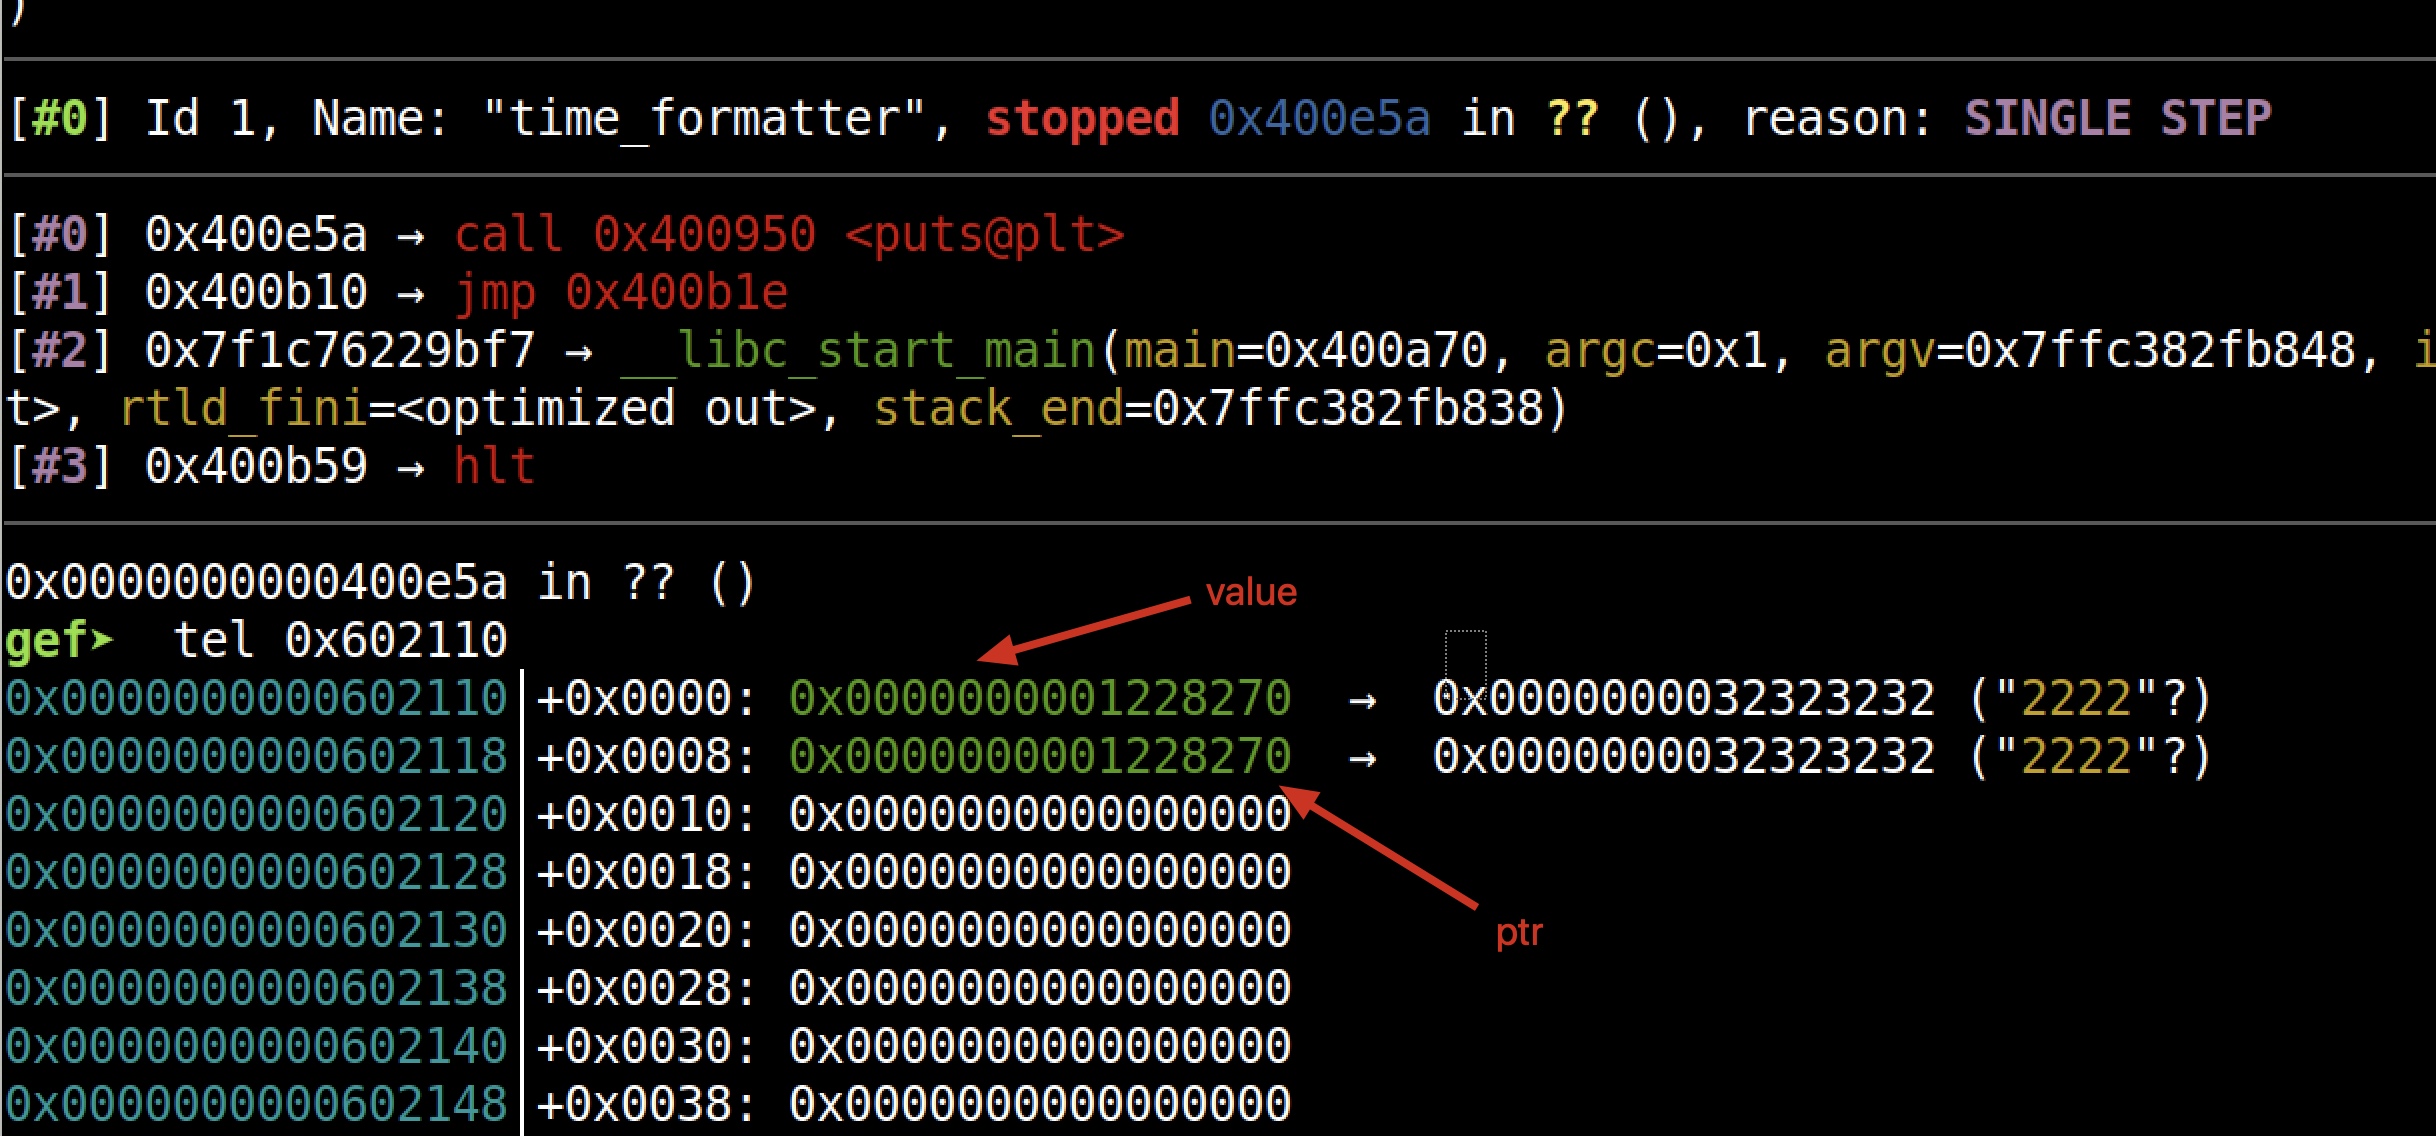 )
[#0] Id 1, Name: "time_formatter", stopped 0x400e5a in ?? (), reason: SINGLE STEP
[#0] 0x400e5a → call 0x400950 <puts@plt>
[#1] 0x400b10 → jmp 0x400b1e
[#2] 0x7f1c76229bf7 → __libc_start_main(main=0x400a70, argc=0x1, argv=0x7ffc382fb848, i
t>, rtld_fini=<optimized out>, stack_end=0x7ffc382fb838)
[#3] 0x400b59 → hlt
0x0000000000400e5a in ?? ()
value
gef➤  tel 0x602110
0x0000000000602110│+0x0000: 0x0000000001228270  →  0x0000000032323232 ("2222"?)
0x0000000000602118│+0x0008: 0x0000000001228270  →  0x0000000032323232 ("2222"?)
0x0000000000602120│+0x0010: 0x0000000000000000
0x0000000000602128│+0x0018: 0x0000000000000000
0x0000000000602130│+0x0020: 0x0000000000000000
ptr
0x0000000000602138│+0x0028: 0x0000000000000000
0x0000000000602140│+0x0030: 0x0000000000000000
0x0000000000602148│+0x0038: 0x0000000000000000